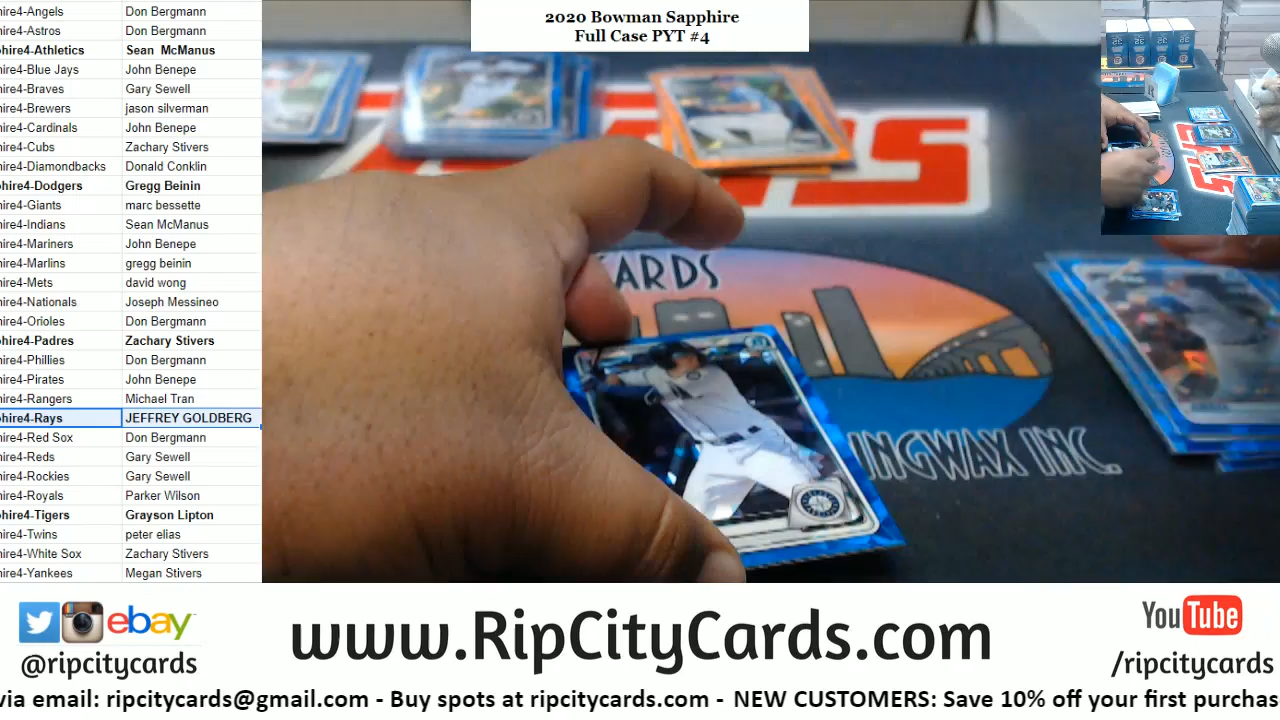 hire4-Angels Don Bergmann
hire4-Astros Don Bergmann
phire4-Athletics Sean McManus
hire4-Blue Jays John Benepe
hire4-Braves Gary Sewell
hire4-Brewers jason silverman
hire4-Cardinals John Benepe
hire4-Cubs Zachary Stivers
hire4-Diamondbacks Donald Conklin
phire4-Dodgers Gregg Beinin
hire4-Giants marc bessette
hire4-Indians Sean McManus
hire4-Mariners John Benepe
hire4-Marlins gregg beinin
hire4-Mets david wong
hire4-Nationals Joseph Messineo
hire4-Orioles Don Bergmann
phire4-Padres Zachary Stivers
hire4-Phillies Don Bergmann
hire4-Pirates John Benepe
hire4-Rangers Michael Tran
phire4-Rays JEFFREY GOLDBERG
hire4-Red Sox Don Bergmann
hire4-Reds Gary Sewell
hire4-Rockies Gary Sewell
hire4-Royals Parker Wilson
phire4-Tigers Grayson Lipton
hire4-Twins peter elias
hire4-White Sox Zachary Stivers
hire4-Yankees Megan Stivers
2020 Bowman Sapphire
Full Case PYT #4
CARDS
INGWAX INC.
ebay
@ripcitycards
www.RipCityCards.com
YouTube
/ripcitycards
via email: ripcitycards@gmail.com - Buy spots at ripcitycards.com - NEW CUSTOMERS: Save 10% off your first purchas